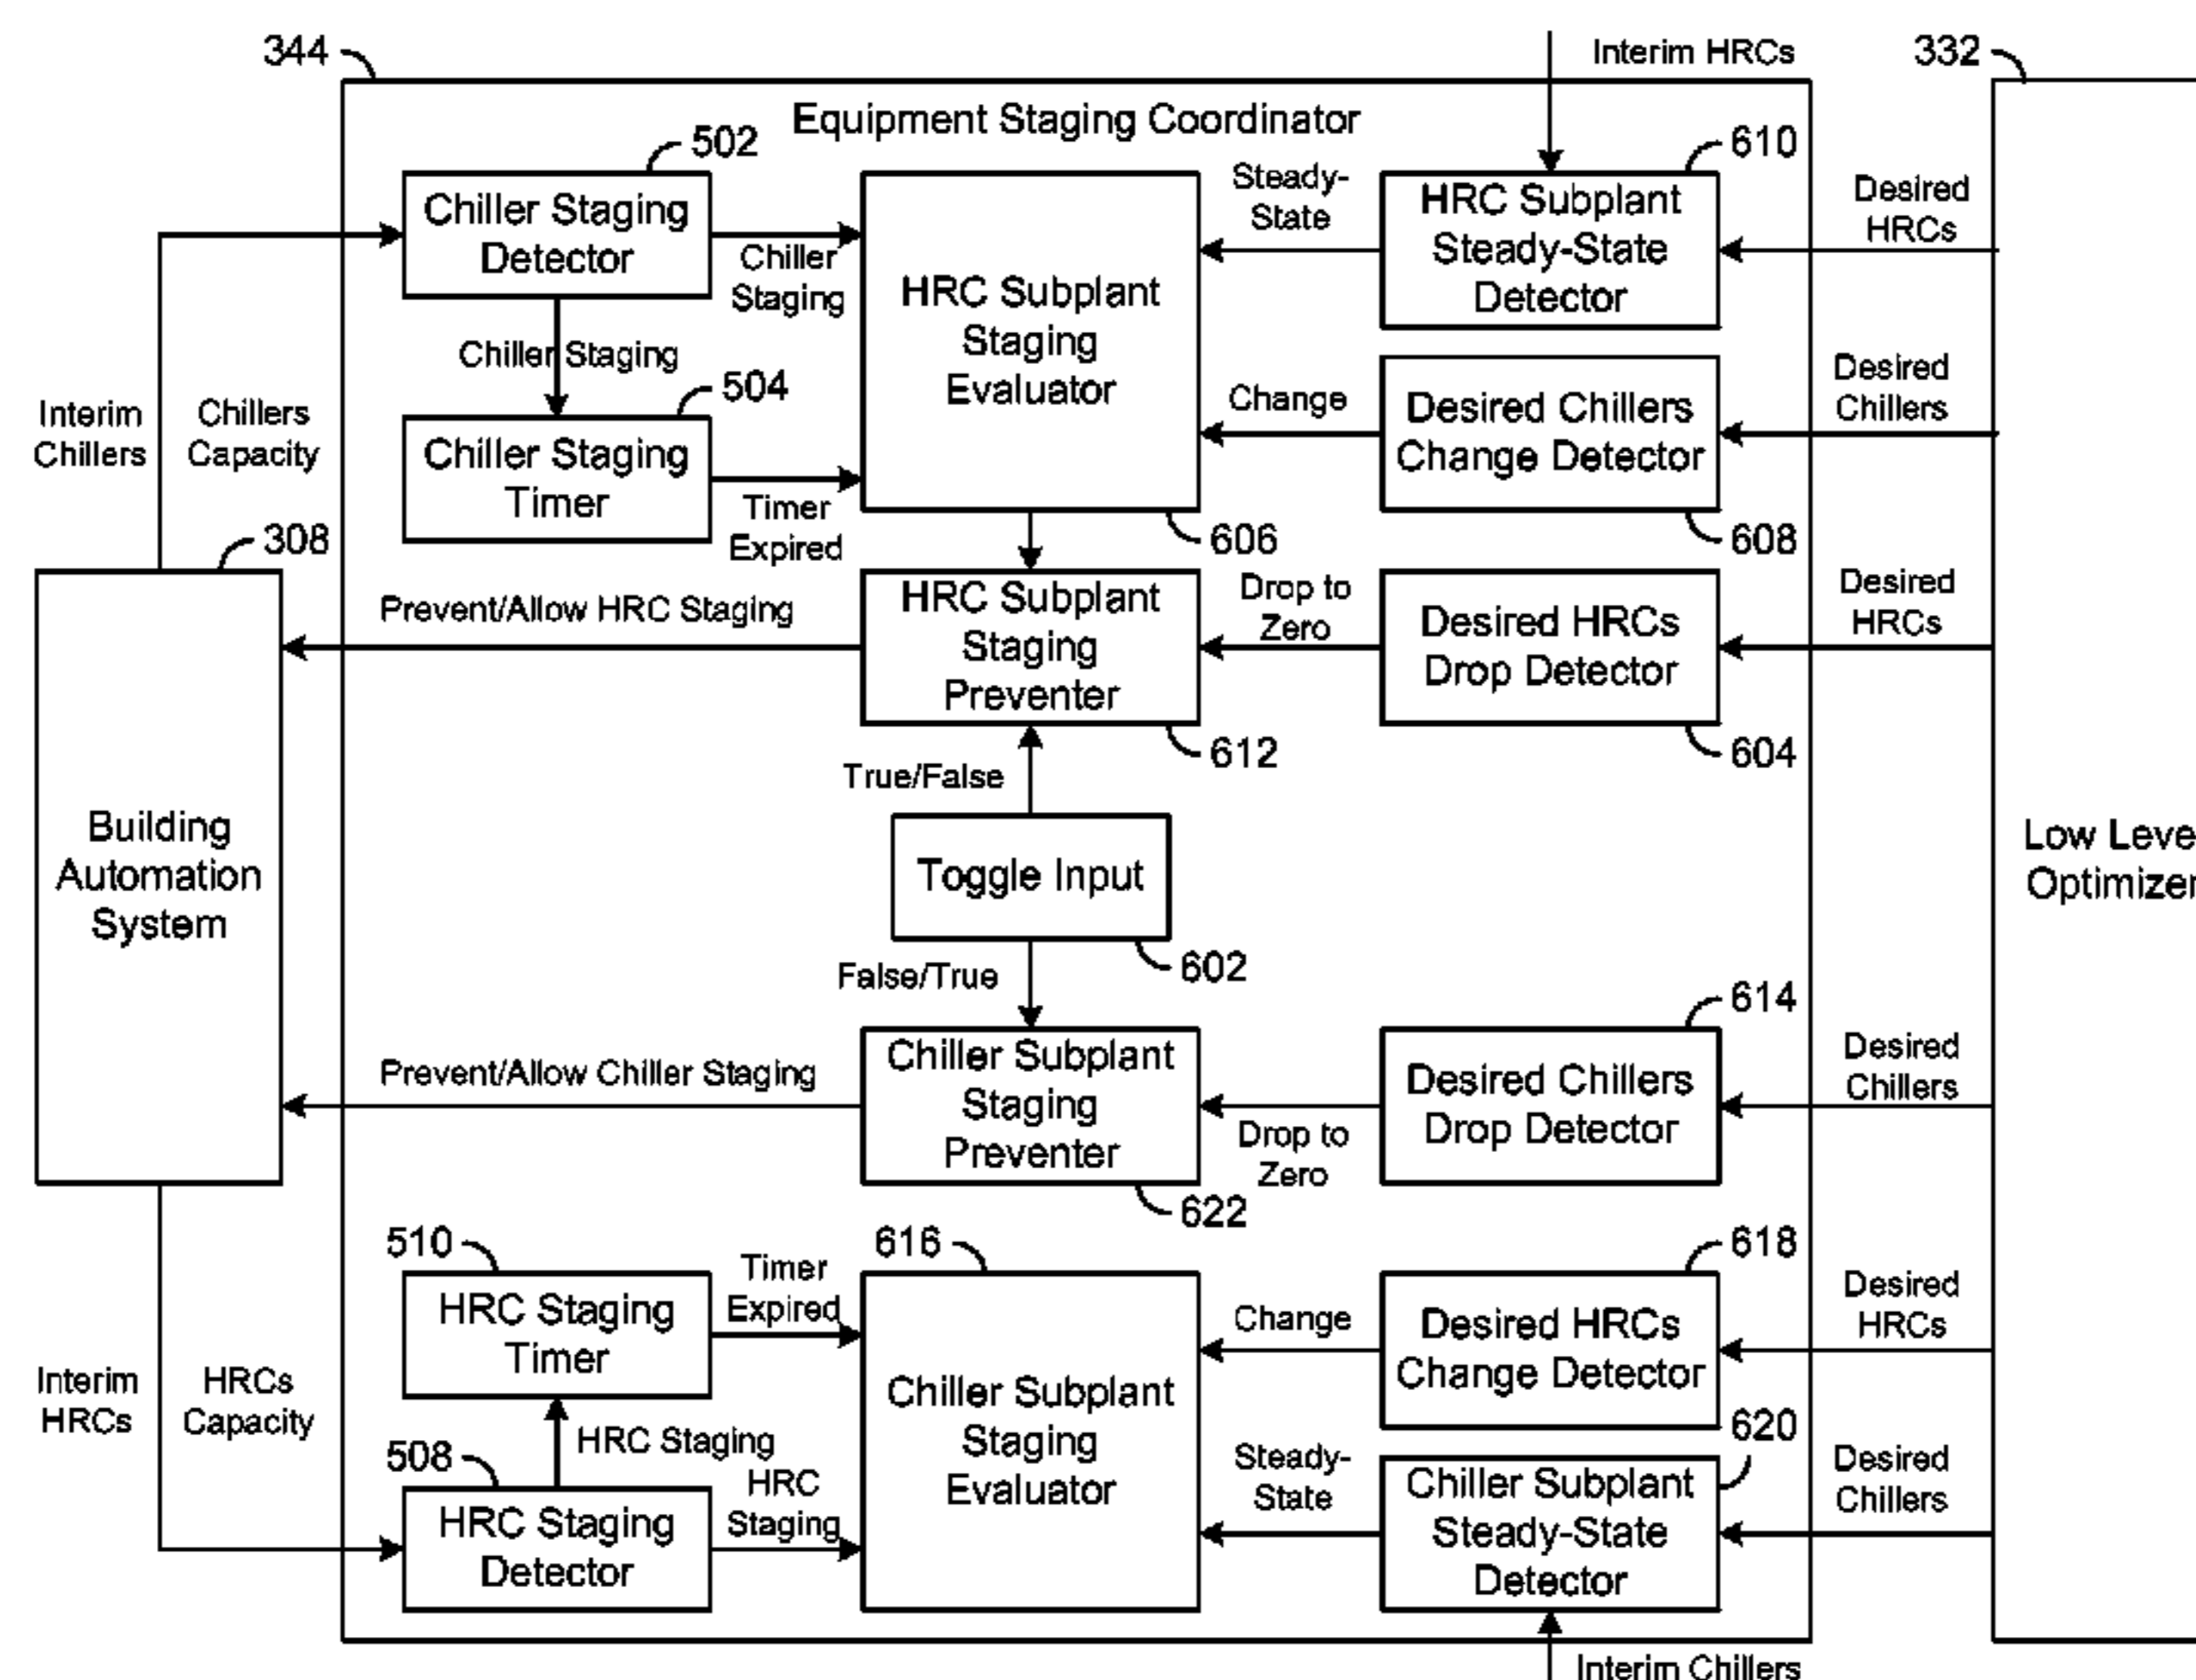 344
Interim HRCs
332
Equipment Staging Coordinator
502
610
Chiller Staging
Detector
Chiller
Staging
HRC Subplant
Staging
Evaluator
Steady-
State
HRC Subplant
Steady-State
Detector
Desired
HRCs
Chiller Staging
504
Interim
Chillers
Chillers
Capacity
Chiller Staging
Timer
Timer
Expired
Change
Desired Chillers
Change Detector
Desired
Chillers
308
606
608
Prevent/Allow HRC Staging
HRC Subplant
Staging
Preventer
Drop to
Zero
Desired HRCs
Drop Detector
Desired
HRCs
612
604
True/False
Building
Automation
System
Toggle Input
Low Leve
Optimizer
602
False/True
614
Prevent/Allow Chiller Staging
Chiller Subplant
Staging
Preventer
Drop to
Zero
Desired Chillers
Drop Detector
Desired
Chillers
622
510
616
618
HRC Staging
Timer
Timer
Expired
Change
Desired HRCs
Change Detector
Desired
HRCs
Interim
HRCs
HRCs
Capacity
Chiller Subplant
Staging
Evaluator
620
508
HRC Staging
HRC
Staging
HRC Staging
Detector
Steady-
State
Chiller Subplant
Steady-State
Detector
Desired
Chillers
Interim Chillers